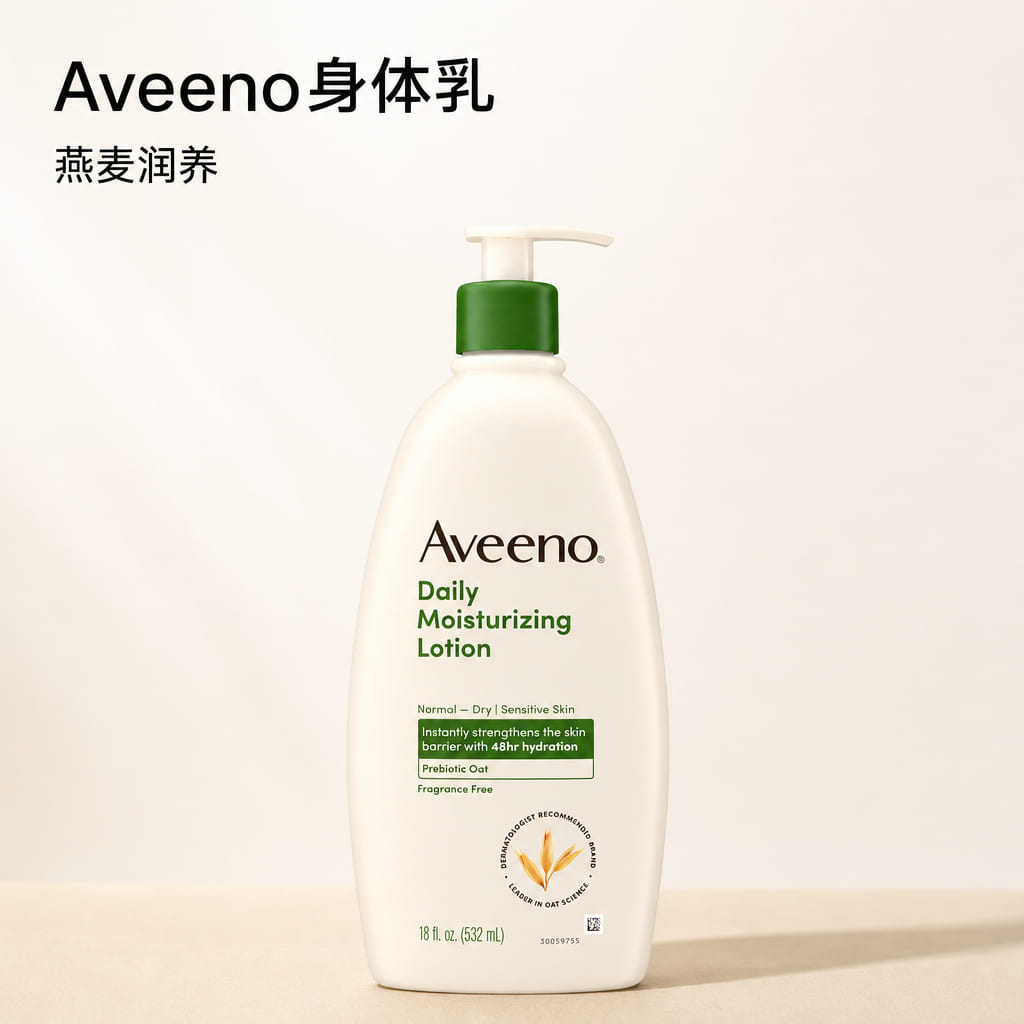 Aveeno身体乳
燕麦润养
Aveeno®
Daily
Moisturizing
Lotion
Normal — Dry | Sensitive Skin
Instantly strengthens the skin
barrier with 48hr hydration
Prebiotic Oat
Fragrance Free
DERMATOLOGIST RECOMMENDID BRAND
• LEADER IN OAT SCIENCE •
18 fl. oz. (532 mL)
30059755